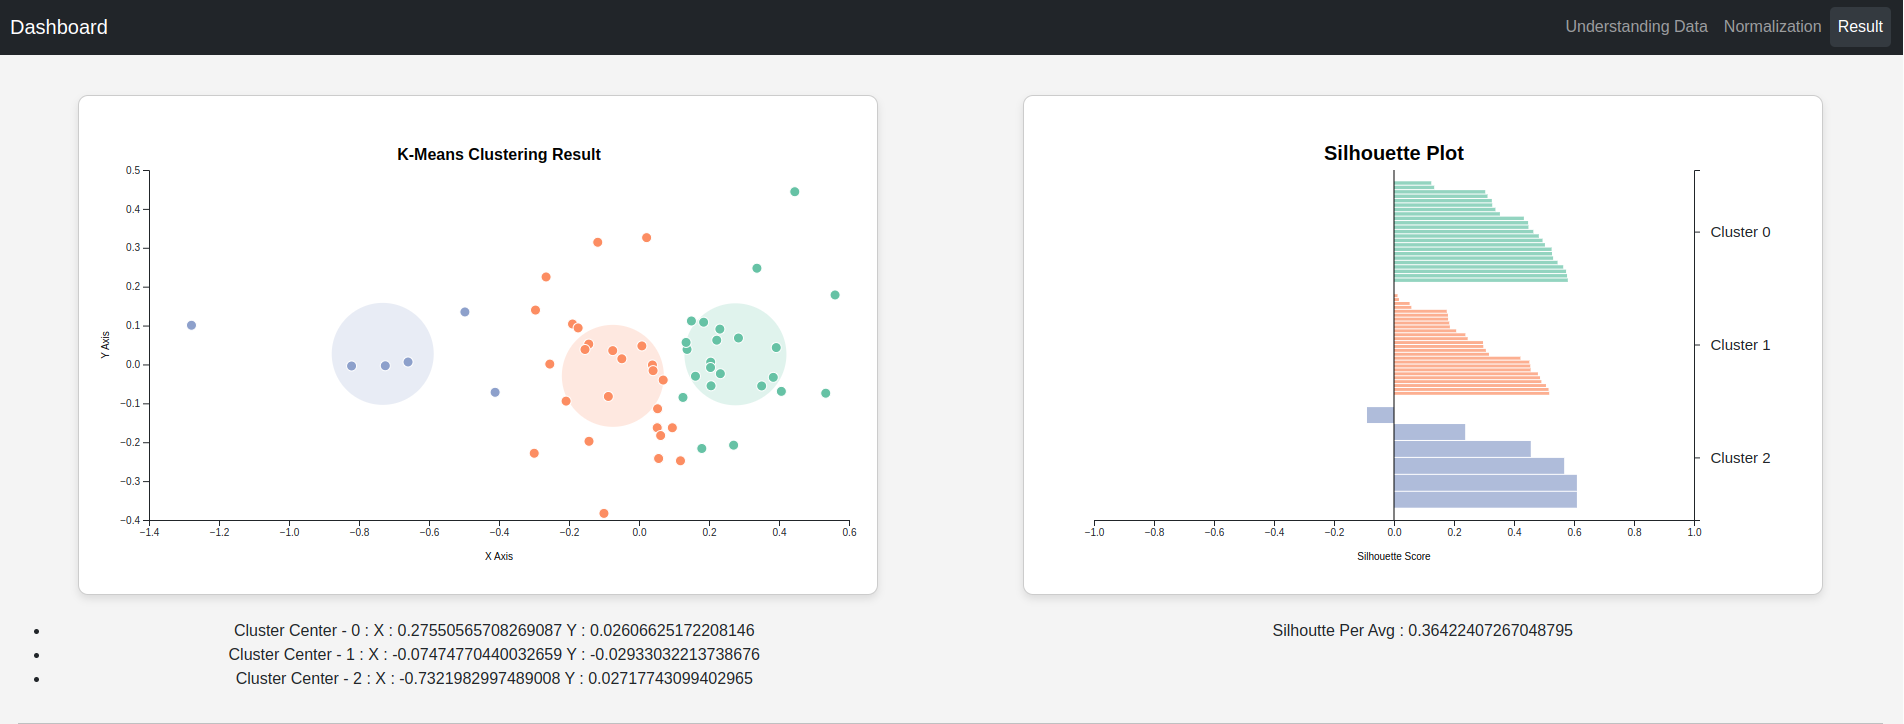 Dashboard
Understanding Data Normalization Result
K-Means Clustering Result
0.5
0.4
0.3
0.2
0.1
0.0
−0.1
−0.2
−0.3
−0.4
Y Axis
−1.4 −1.2 −1.0 −0.8 −0.6 −0.4 −0.2 0.0 0.2 0.4 0.6
X Axis
Silhouette Plot
Cluster 0
Cluster 1
Cluster 2
−1.0 −0.8 −0.6 −0.4 −0.2 0.0 0.2 0.4 0.6 0.8 1.0
Silhouette Score
Cluster Center - 0 : X : 0.27550565708269087 Y : 0.02606625172208146
Cluster Center - 1 : X : -0.07474770440032659 Y : -0.02933032213738676
Cluster Center - 2 : X : -0.7321982997489008 Y : 0.02717743099402965
Silhoutte Per Avg : 0.36422407267048795